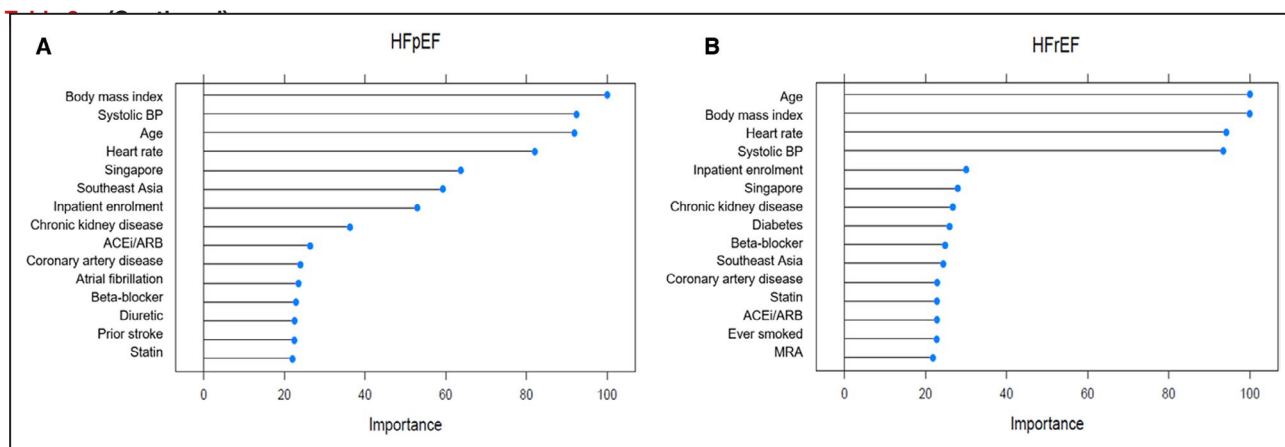 A
HFpEF
Body mass index
Systolic BP
Age
Heart rate
Singapore
Southeast Asia
Inpatient enrolment
Chronic kidney disease
ACEi/ARB
Coronary artery disease
Atrial fibrillation
Beta-blocker
Diuretic
Prior stroke
Statin
0 20 40 60 80 100
Importance
B
HFrEF
Age
Body mass index
Heart rate
Systolic BP
Inpatient enrolment
Singapore
Chronic kidney disease
Diabetes
Beta-blocker
Southeast Asia
Coronary artery disease
Statin
ACEi/ARB
Ever smoked
MRA
0 20 40 60 80 100
Importance